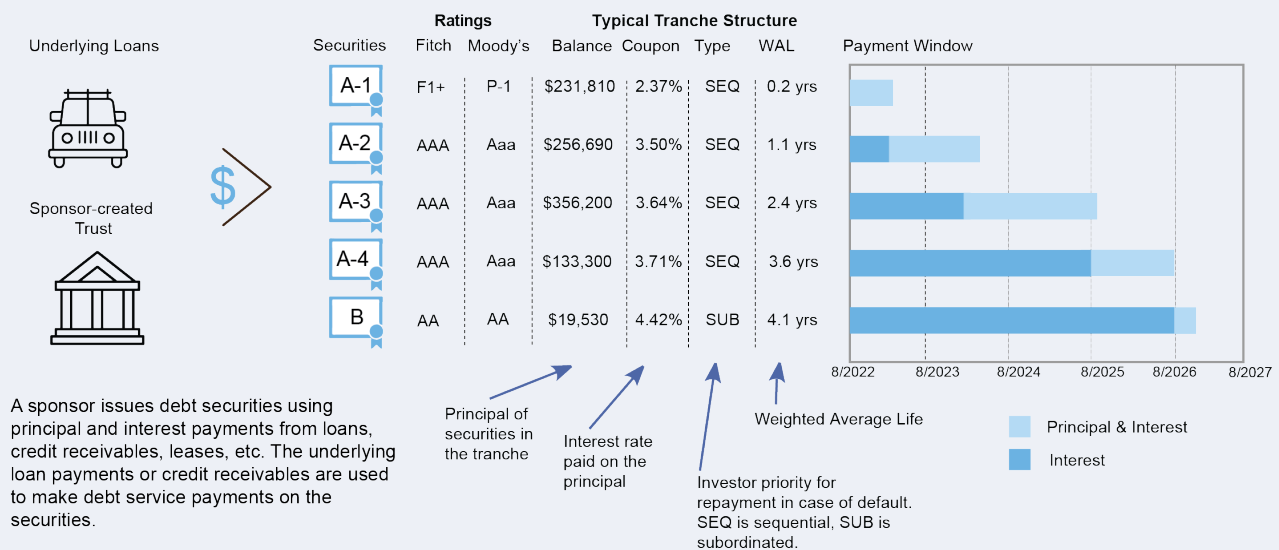 Ratings
Typical Tranche Structure
Underlying Loans
Securities
Fitch Moody's Balance Coupon Type WAL
Payment Window
A-1 F1+ P-1 $231,810 2.37% SEQ 0.2 yrs
A-2 AAA Aaa $256,690 3.50% SEQ 1.1 yrs
$
A-3 AAA Aaa $356,200 3.64% SEQ 2.4 yrs
Sponsor-created
Trust
A-4 AAA Aaa $133,300 3.71% SEQ 3.6 yrs
B AA AA $19,530 4.42% SUB 4.1 yrs
8/2022 8/2023 8/2024 8/2025 8/2026 8/2027
A sponsor issues debt securities using
principal and interest payments from loans,
credit receivables, leases, etc. The underlying
loan payments or credit receivables are used
to make debt service payments on the
securities.
Principal of
securities in
the tranche
Interest rate
paid on the
principal
Investor priority for
repayment in case of default.
SEQ is sequential, SUB is
subordinated.
Weighted Average Life
Principal & Interest
Interest